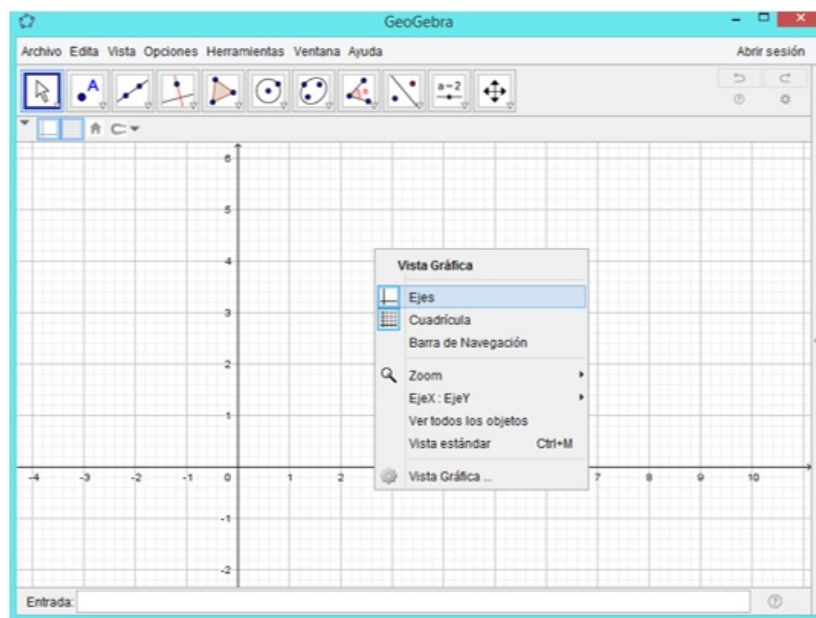 GeoGebra
Archivo Edita Vista Opciones Herramientas Ventana Ayuda Abrir sesión
A a=2
6
5
4
Vista Gráfica
Ejes
3
Cuadrícula
Barra de Navegación
2
Zoom
EjeX : EjeY
1
Ver todos los objetos
Vista estándar Ctrl+M
Vista Gráfica ...
-4 -3 -2 -1 0 1 2 7 8 9 10
-1
-2
Entrada: